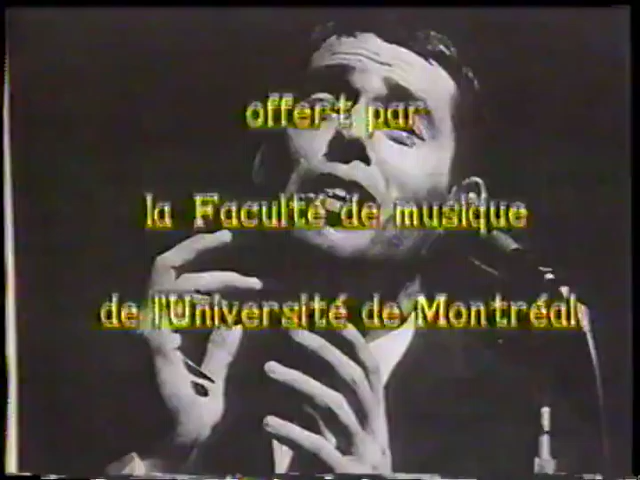 offert par
la Faculté de musique
de l'Université de Montréal